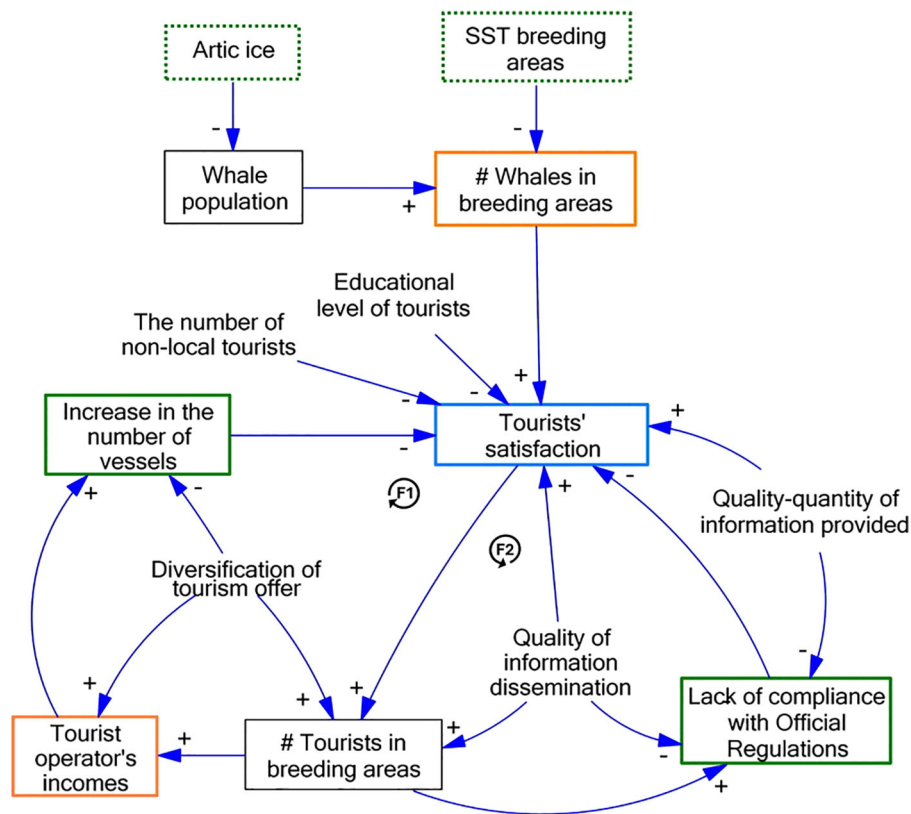 Artic ice
SST breeding
areas
-
-
Whale
population
+
# Whales in
breeding areas
Educational
level of tourists
The number of
non-local tourists
+
-
-
+
Increase in the
number of
vessels
-
Tourists'
satisfaction
+
-
+
-
F1
Quality-quantity of
information provided
F2
Diversification of
tourism offer
Quality of
information
dissemination
-
+
+
+
+
Tourist
operator's
incomes
+
# Tourists in
breeding areas
-
Lack of compliance
with Official
Regulations
+